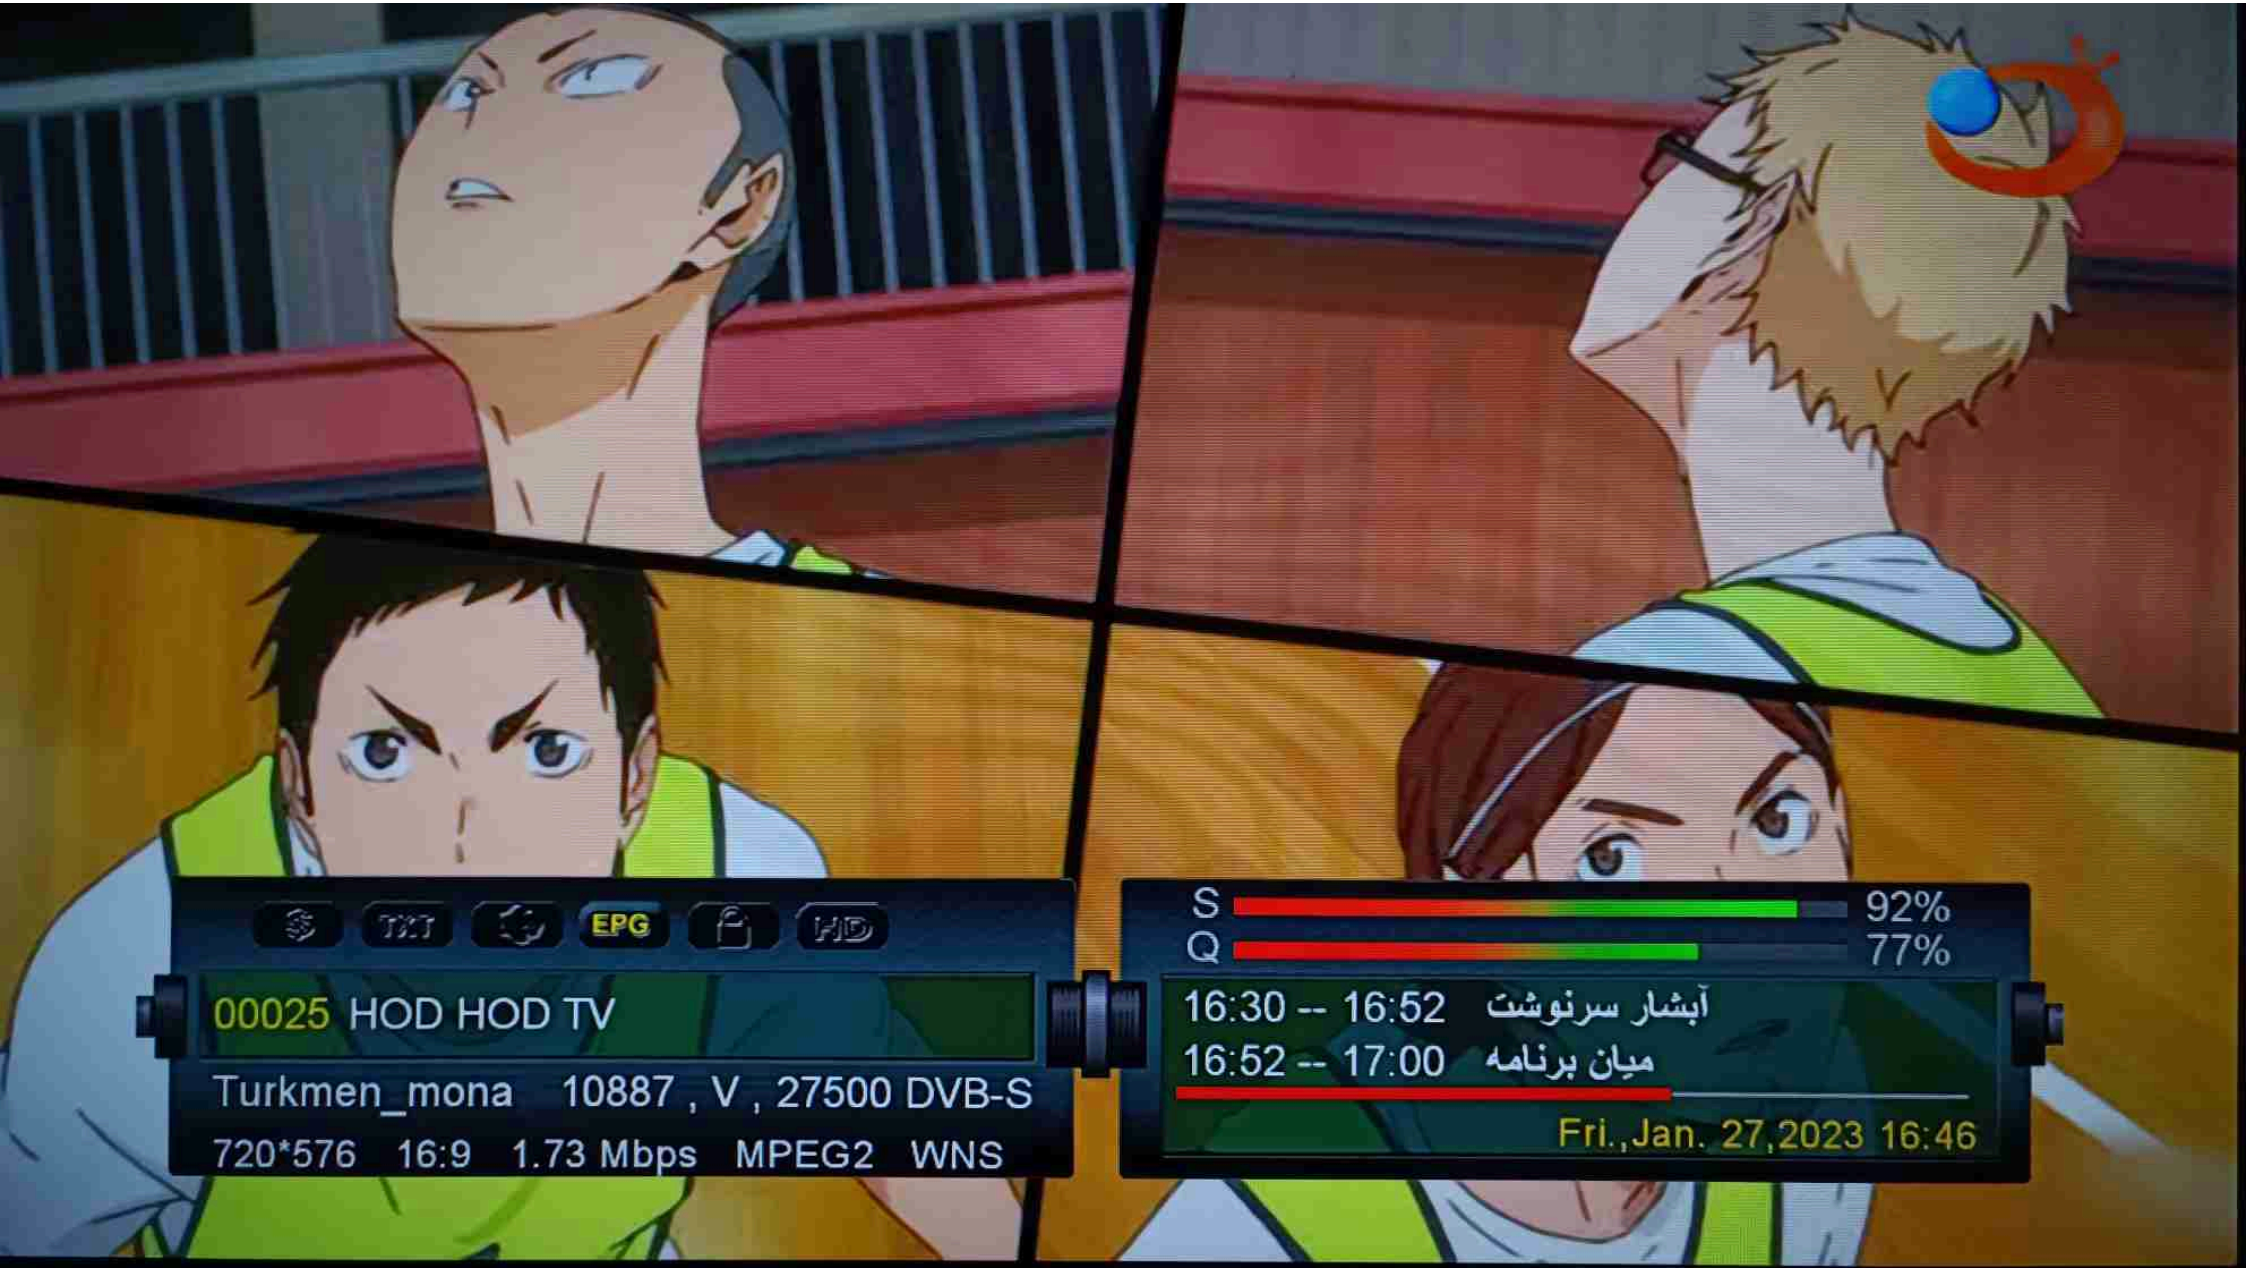 $ TXT EPG HD
00025 HOD HOD TV
Turkmen_mona 10887 , V , 27500 DVB-S
720*576 16:9 1.73 Mbps MPEG2 WNS
S 92%
Q 77%
16:30 -- 16:52 آبشار سرنوشت
16:52 -- 17:00 میان برنامه
Fri.,Jan. 27,2023 16:46